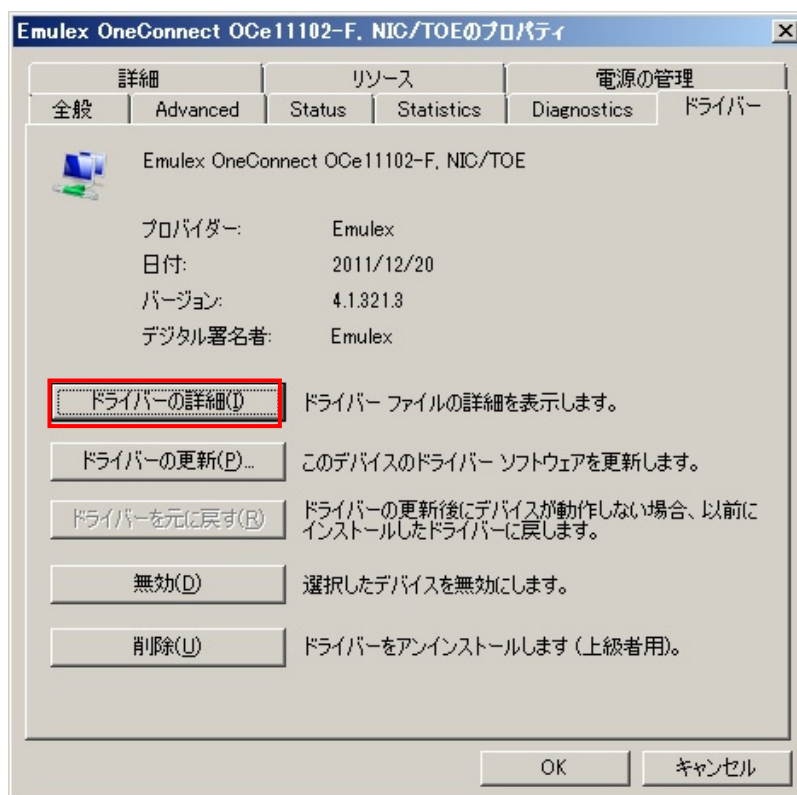 Emulex OneConnect OCe11102-F, NIC/TOEのプロパティ
詳細 リソース 電源の管理
全般 Advanced Status Statistics Diagnostics ドライバー
Emulex OneConnect OCe11102-F, NIC/TOE
プロバイダー: Emulex
日付: 2011/12/20
バージョン: 4.1.321.3
デジタル署名者: Emulex
ドライバーの詳細(I) ドライバー ファイルの詳細を表示します。
ドライバーの更新(P)... このデバイスのドライバー ソフトウェアを更新します。
ドライバーを元に戻す(R) ドライバーの更新後にデバイスが動作しない場合、以前に
インストールしたドライバーに戻します。
無効(D) 選択したデバイスを無効にします。
削除(U) ドライバーをアンインストールします (上級者用)。
OK キャンセル